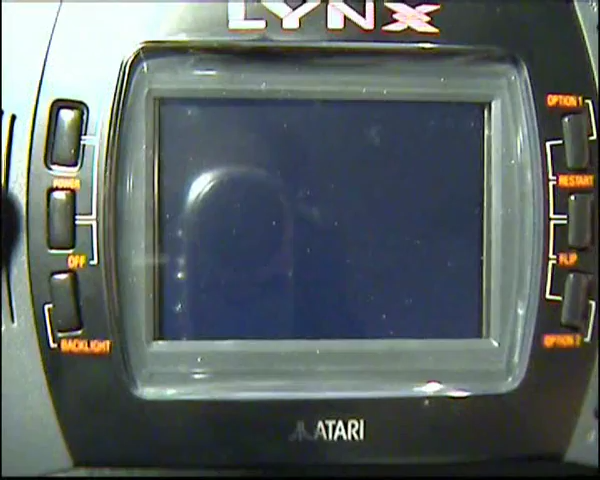 LYNX
OPTION 1
POWER
RESTART
OFF
FLIP
BACKLIGHT
OPTION 2
ATARI